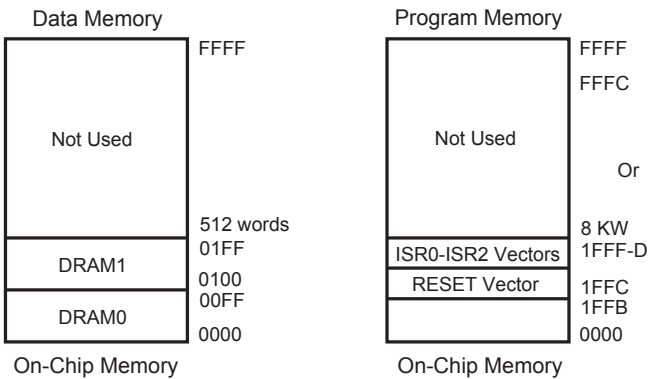 Data Memory
FFFF
Not Used
512 words
01FF
DRAM1
0100
00FF
DRAM0
0000
On-Chip Memory
Program Memory
FFFF
FFFC
Not Used
Or
8 KW
ISR0-ISR2 Vectors
1FFF-D
RESET Vector
1FFC
1FFB
0000
On-Chip Memory